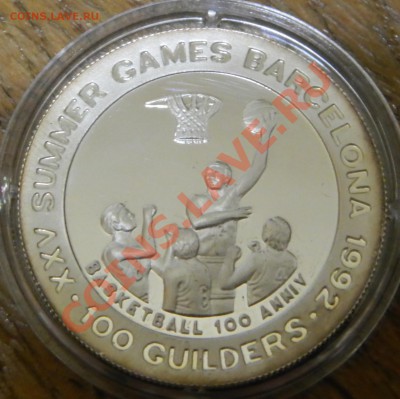 COINS.LAVE.RU
XXV SUMMER GAMES BARCELONA 1992
BASKETBALL 100 ANNIV
· 100 GUILDERS ·
COINS.LAVE.RU